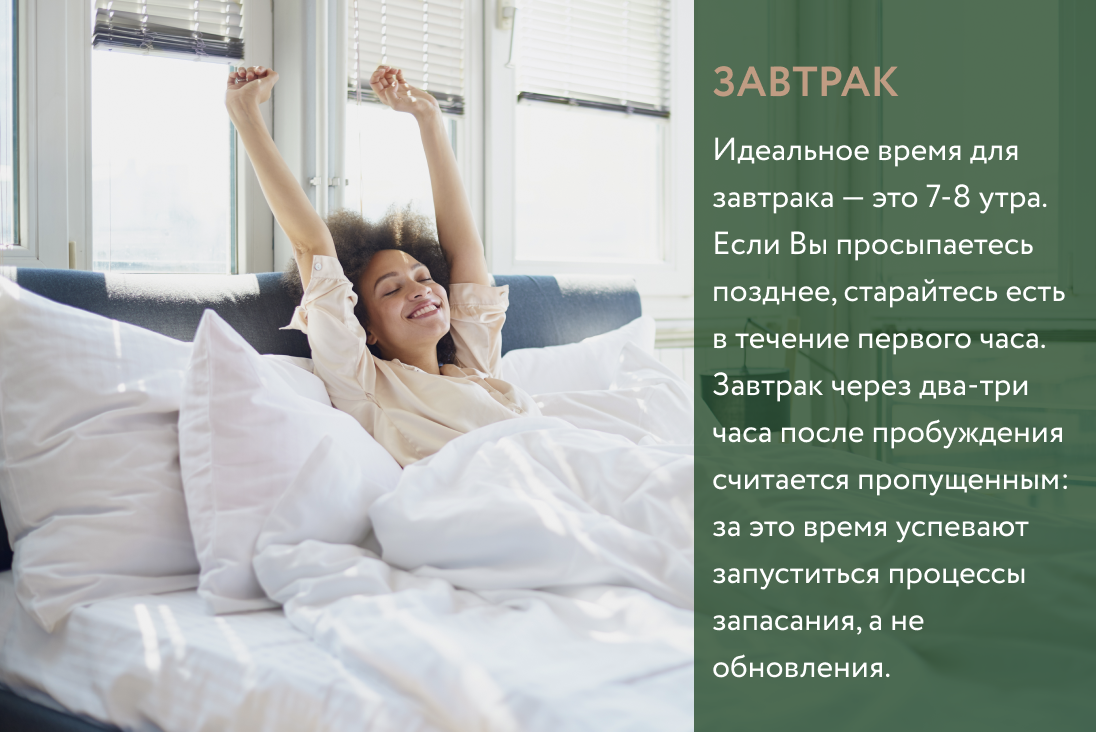 ЗАВТРАК
Идеальное время для
завтрака — это 7-8 утра.
Если Вы просыпаетесь
позднее, старайтесь есть
в течение первого часа.
Завтрак через два-три
часа после пробуждения
считается пропущенным:
за это время успевают
запуститься процессы
запасания, а не
обновления.